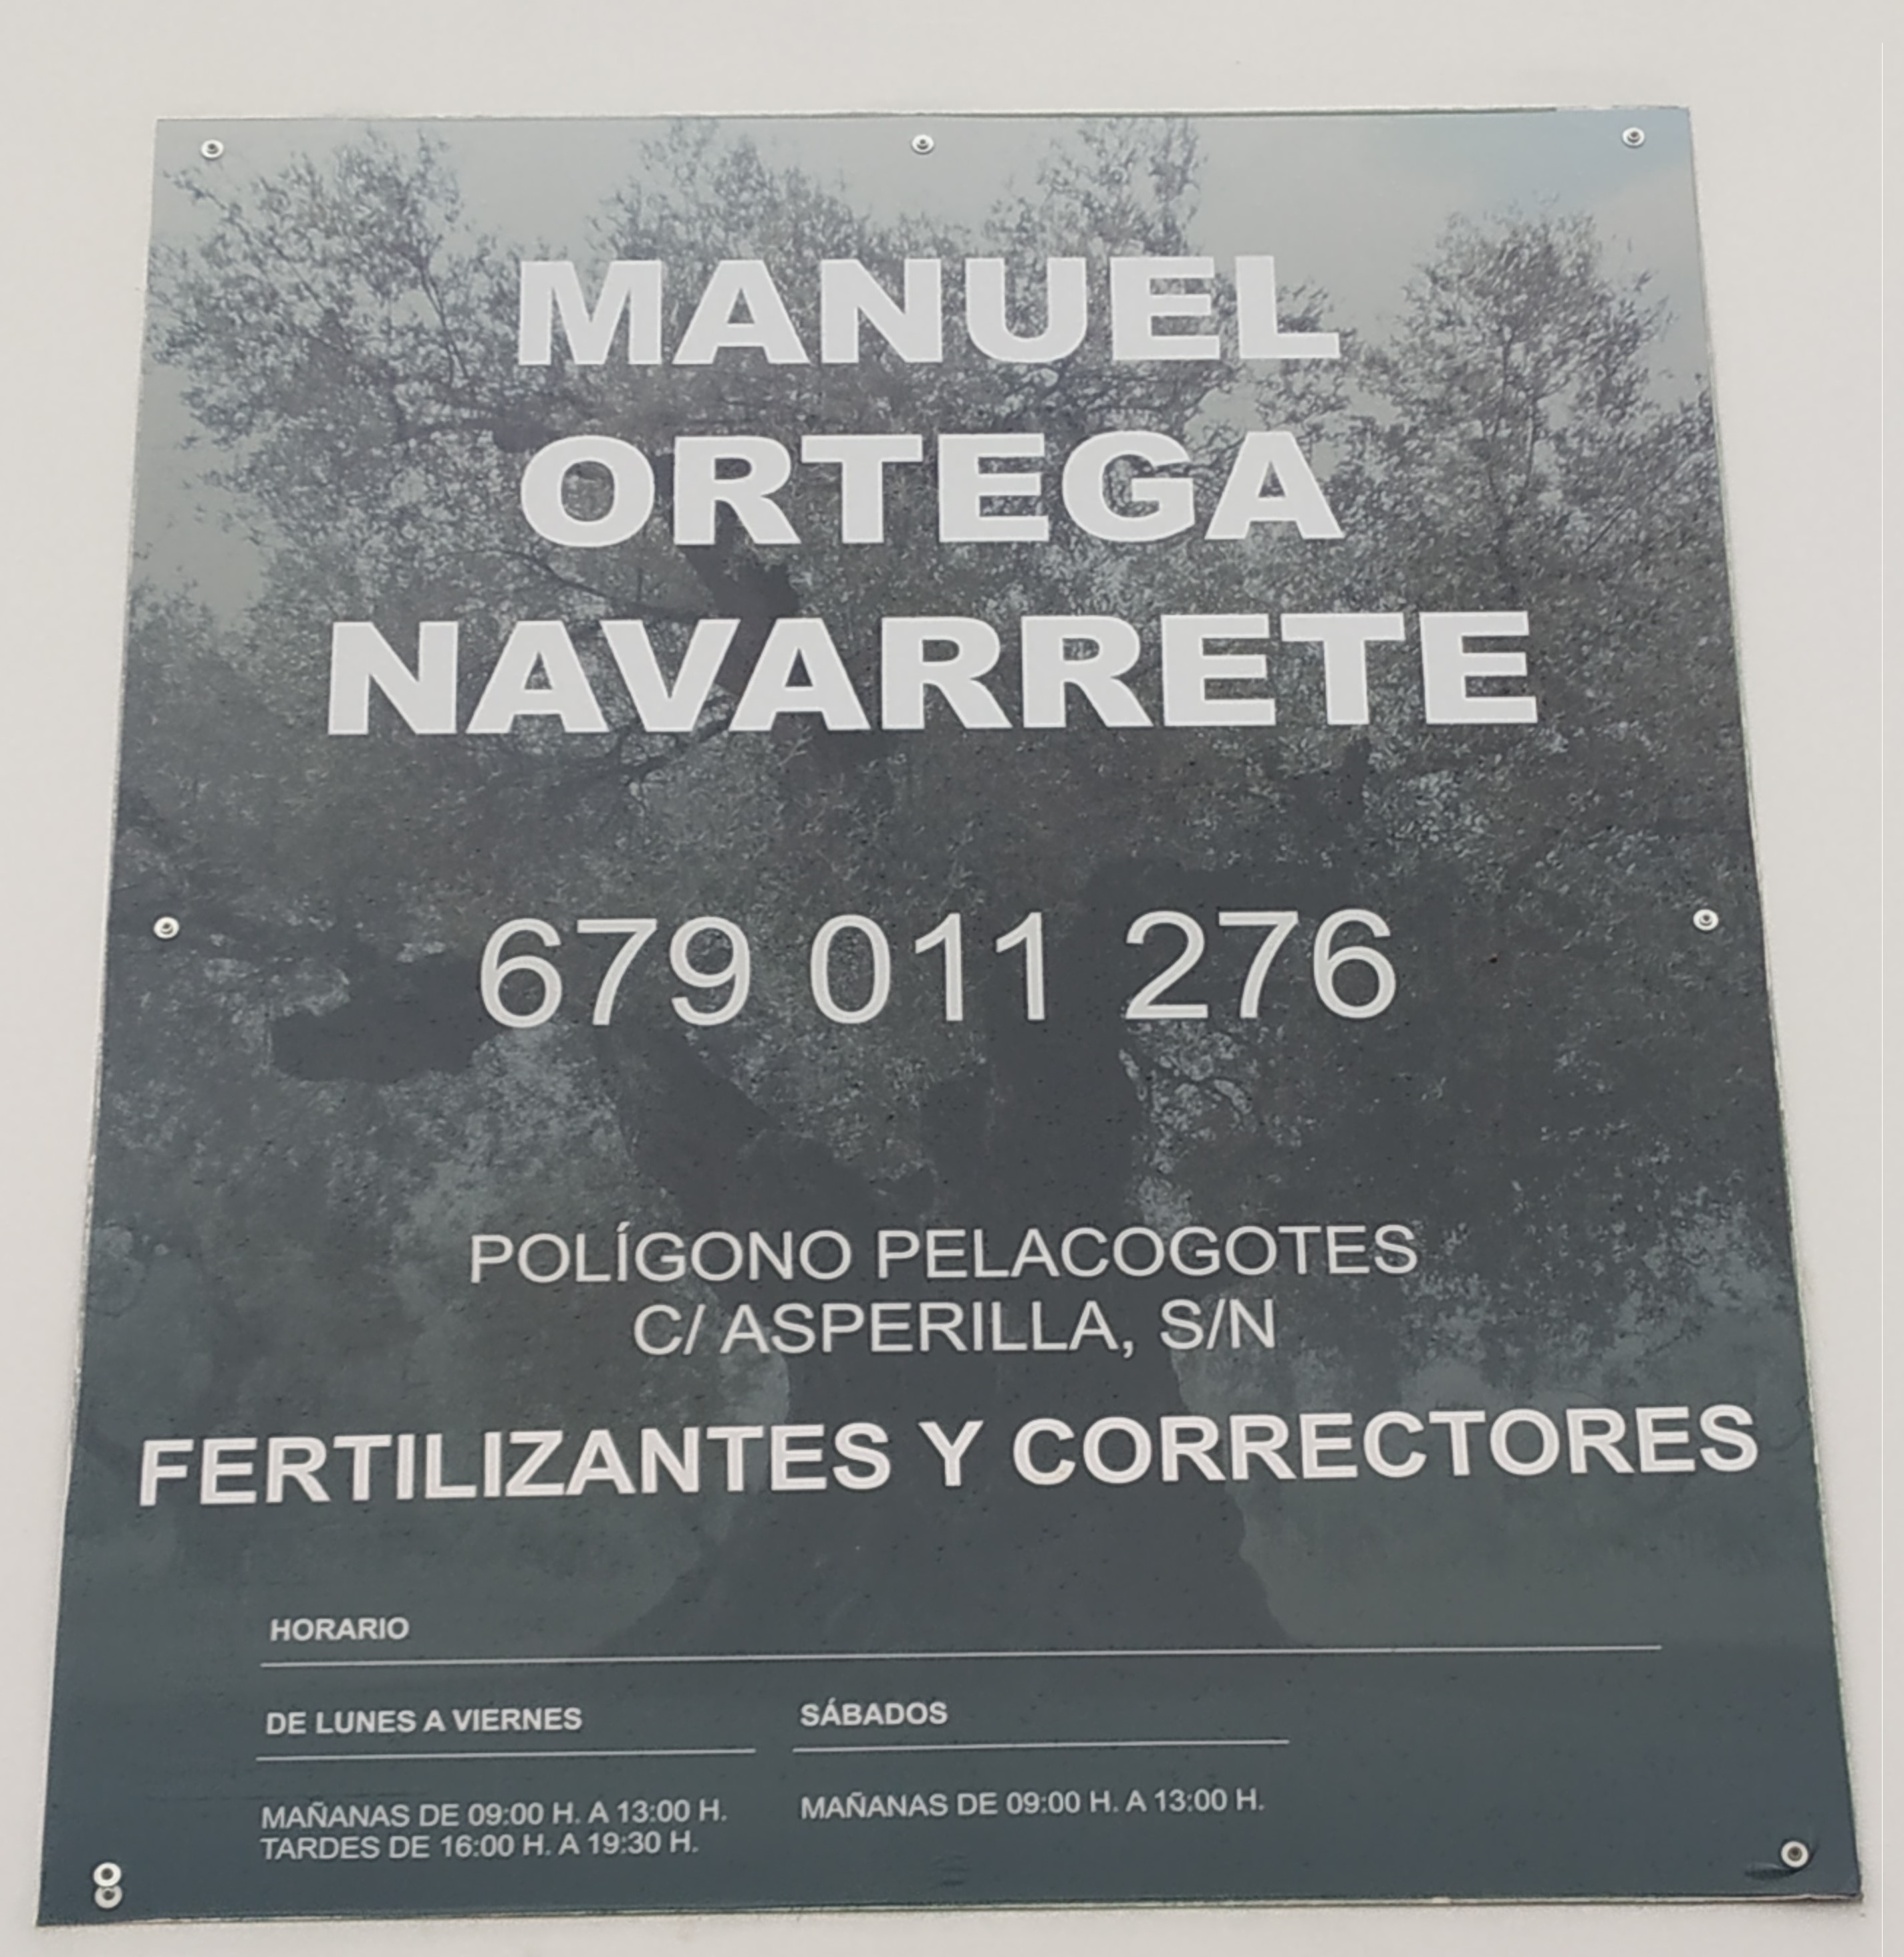 MANUEL
ORTEGA
NAVARRETE
679 011 276
POLÍGONO PELACOGOTES
C/ ASPERILLA, S/N
FERTILIZANTES Y CORRECTORES
HORARIO
DE LUNES A VIERNES
MAÑANAS DE 09:00 H. A 13:00 H.
TARDES DE 16:00 H. A 19:30 H.
SÁBADOS
MAÑANAS DE 09:00 H. A 13:00 H.